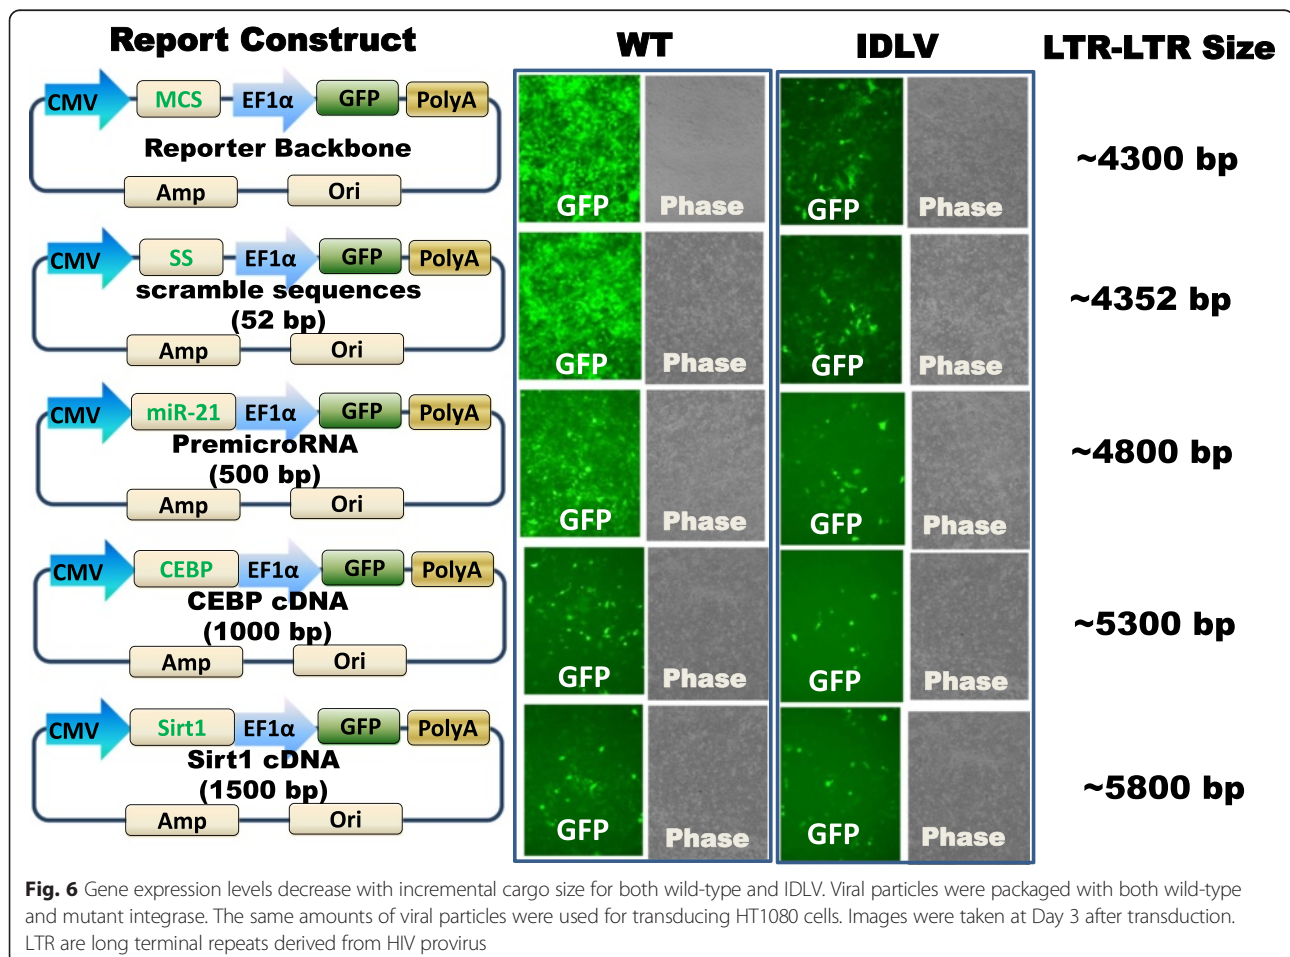 Report Construct WT IDLV LTR-LTR Size
CMV MCS EF1α GFP PolyA
Reporter Backbone
Amp Ori
GFP Phase GFP Phase
~4300 bp
CMV SS EF1α GFP PolyA
scramble sequences
(52 bp)
Amp Ori
GFP Phase GFP Phase
~4352 bp
CMV miR-21 EF1α GFP PolyA
PremicroRNA
(500 bp)
Amp Ori
GFP Phase GFP Phase
~4800 bp
CMV CEBP EF1α GFP PolyA
CEBP cDNA
(1000 bp)
Amp Ori
GFP Phase GFP Phase
~5300 bp
CMV Sirt1 EF1α GFP PolyA
Sirt1 cDNA
(1500 bp)
Amp Ori
GFP Phase GFP Phase
~5800 bp
Fig. 6 Gene expression levels decrease with incremental cargo size for both wild-type and IDLV. Viral particles were packaged with both wild-type
and mutant integrase. The same amounts of viral particles were used for transducing HT1080 cells. Images were taken at Day 3 after transduction.
LTR are long terminal repeats derived from HIV provirus